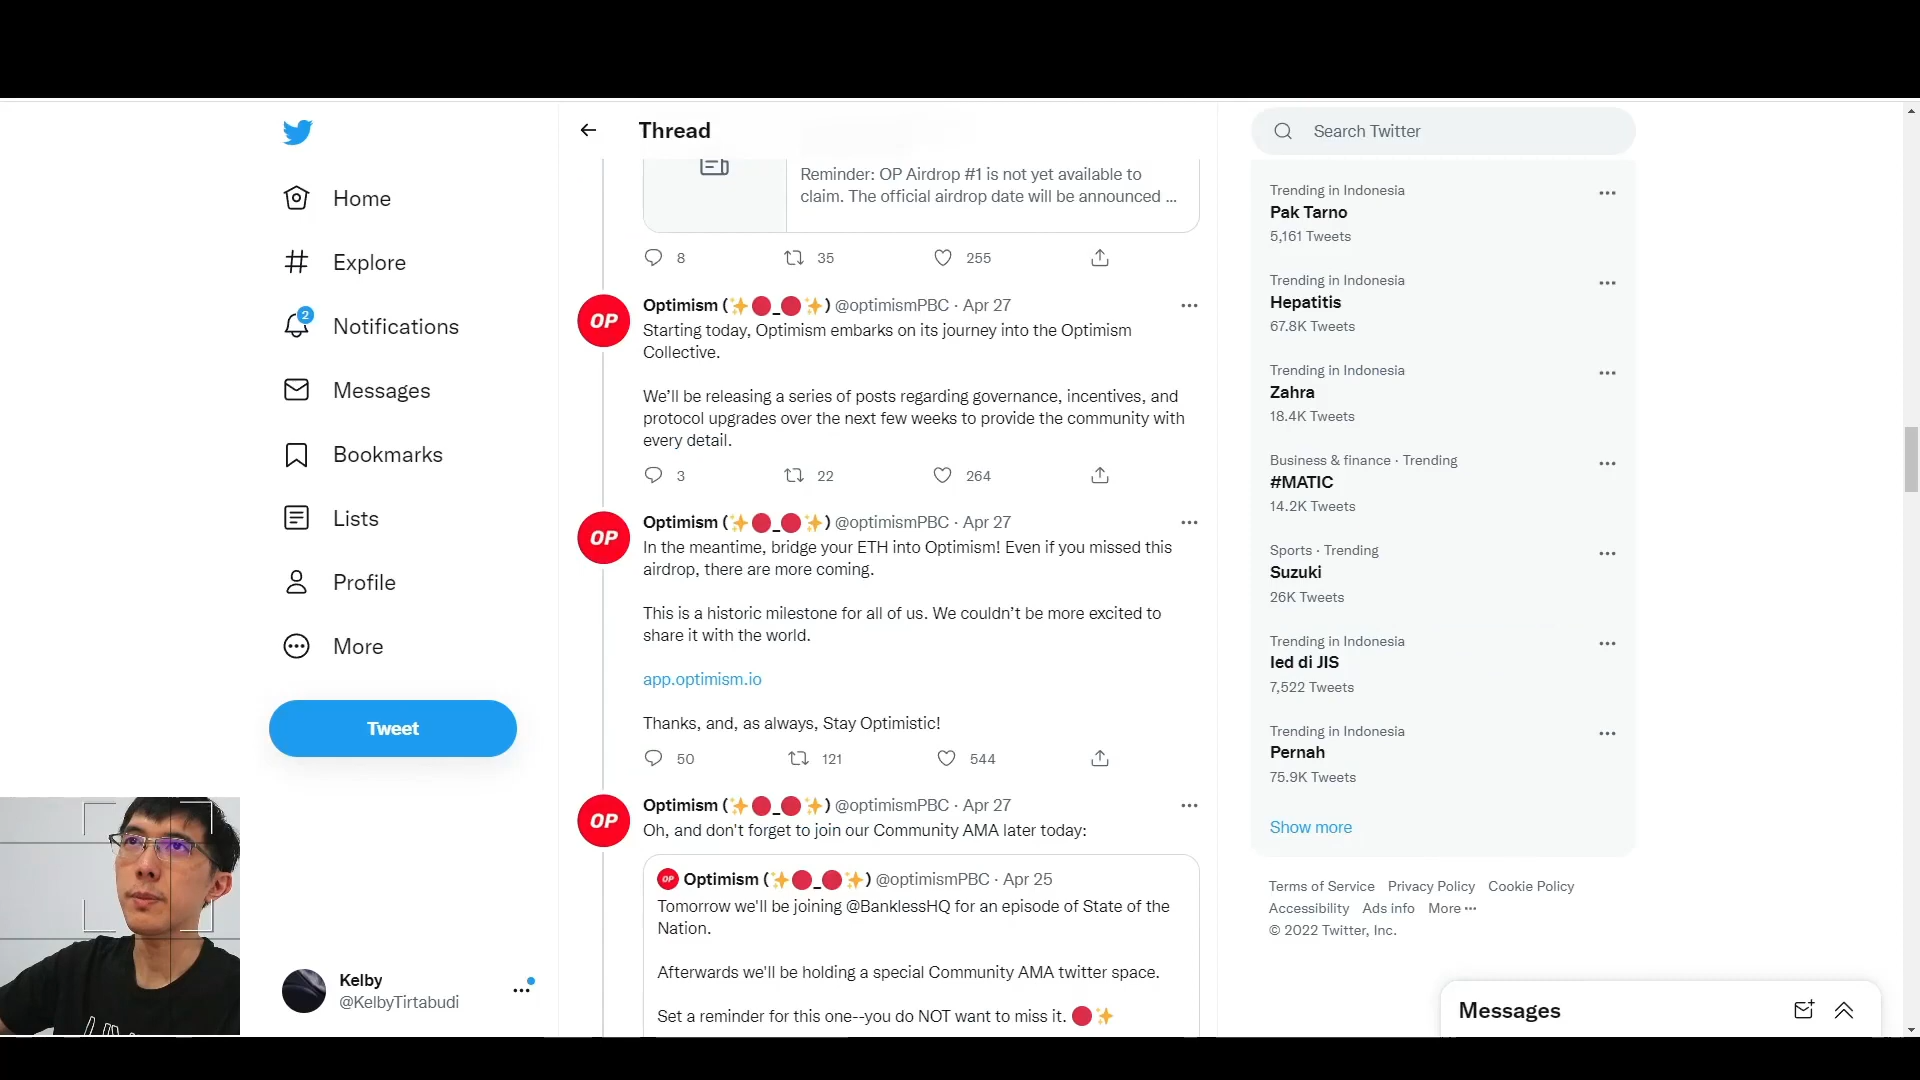 Home
Explore
2
Notifications
Messages
Bookmarks
Lists
Profile
More
Tweet
Kelby
@KelbyTirtabudi
Thread
Reminder: OP Airdrop #1 is not yet available to
claim. The official airdrop date will be announced ...
8 35 255
OP
Optimism (✨🔴_🔴✨) @optimismPBC · Apr 27
Starting today, Optimism embarks on its journey into the Optimism
Collective.
We’ll be releasing a series of posts regarding governance, incentives, and
protocol upgrades over the next few weeks to provide the community with
every detail.
3 22 264
OP
Optimism (✨🔴_🔴✨) @optimismPBC · Apr 27
In the meantime, bridge your ETH into Optimism! Even if you missed this
airdrop, there are more coming.
This is a historic milestone for all of us. We couldn’t be more excited to
share it with the world.
app.optimism.io
Thanks, and, as always, Stay Optimistic!
50 121 544
OP
Optimism (✨🔴_🔴✨) @optimismPBC · Apr 27
Oh, and don't forget to join our Community AMA later today:
OP Optimism (✨🔴_🔴✨) @optimismPBC · Apr 25
Tomorrow we'll be joining @BanklessHQ for an episode of State of the
Nation.
Afterwards we'll be holding a special Community AMA twitter space.
Set a reminder for this one--you do NOT want to miss it. 🔴✨
Search Twitter
Trending in Indonesia
Pak Tarno
5,161 Tweets
Trending in Indonesia
Hepatitis
67.8K Tweets
Trending in Indonesia
Zahra
18.4K Tweets
Business & finance · Trending
#MATIC
14.2K Tweets
Sports · Trending
Suzuki
26K Tweets
Trending in Indonesia
Ied di JIS
7,522 Tweets
Trending in Indonesia
Pernah
75.9K Tweets
Show more
Terms of Service Privacy Policy Cookie Policy
Accessibility Ads info More ···
© 2022 Twitter, Inc.
Messages